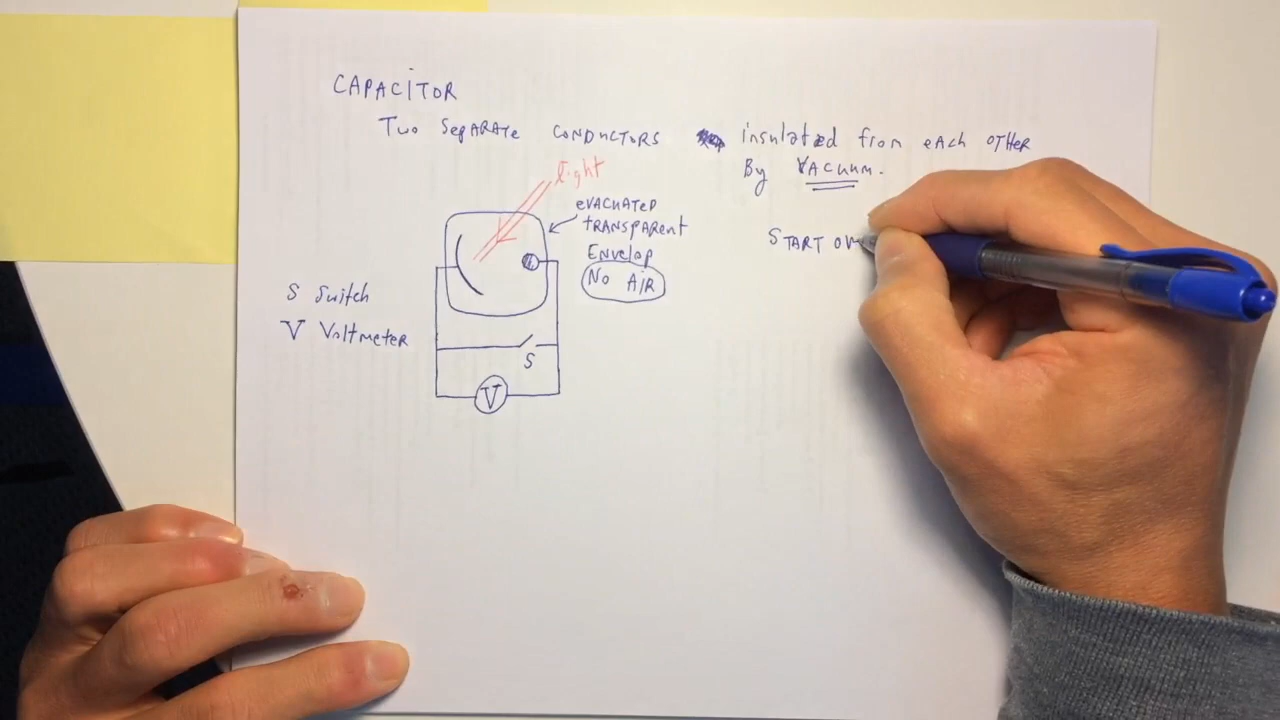 CAPACiTOR
Two SepARATe CONDUCTORS insulated from eAch OTHer
By VACuum.
light
eVACUATeD
TRANSpArent
Envelop
No AiR
S Switch
V Voltmeter
S
V
START